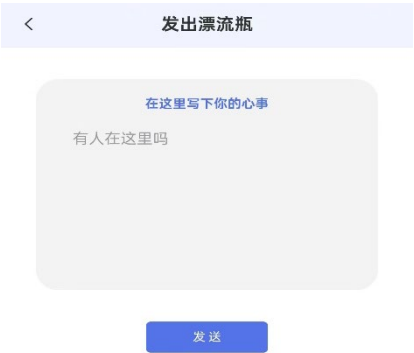 发出漂流瓶
在这里写下你的心事
有人在这里吗
发送